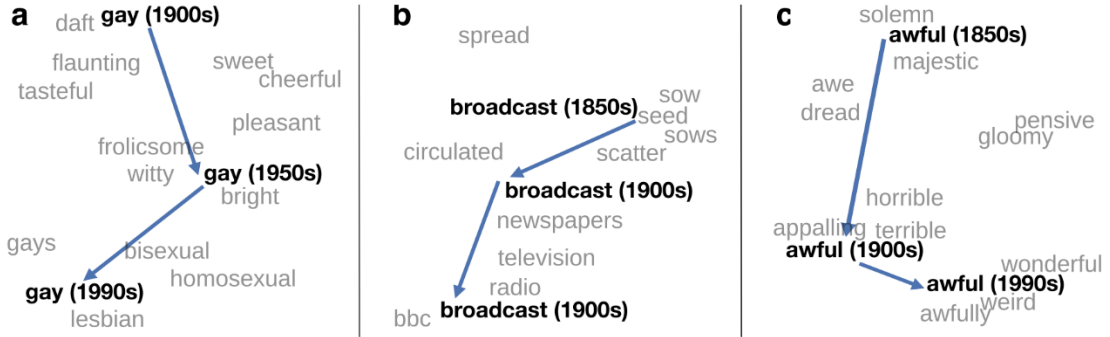 a
daft gay (1900s)
flaunting
sweet
tasteful
cheerful
pleasant
frolicsome
witty
gay (1950s)
bright
gays
bisexual
homosexual
gay (1990s)
lesbian
b
spread
broadcast (1850s)
sow
seed
sows
circulated
scatter
broadcast (1900s)
newspapers
television
radio
bbc
broadcast (1900s)
c
solemn
awful (1850s)
majestic
awe
dread
pensive
gloomy
horrible
appalling
terrible
awful (1900s)
wonderful
awful (1990s)
weird
awfully